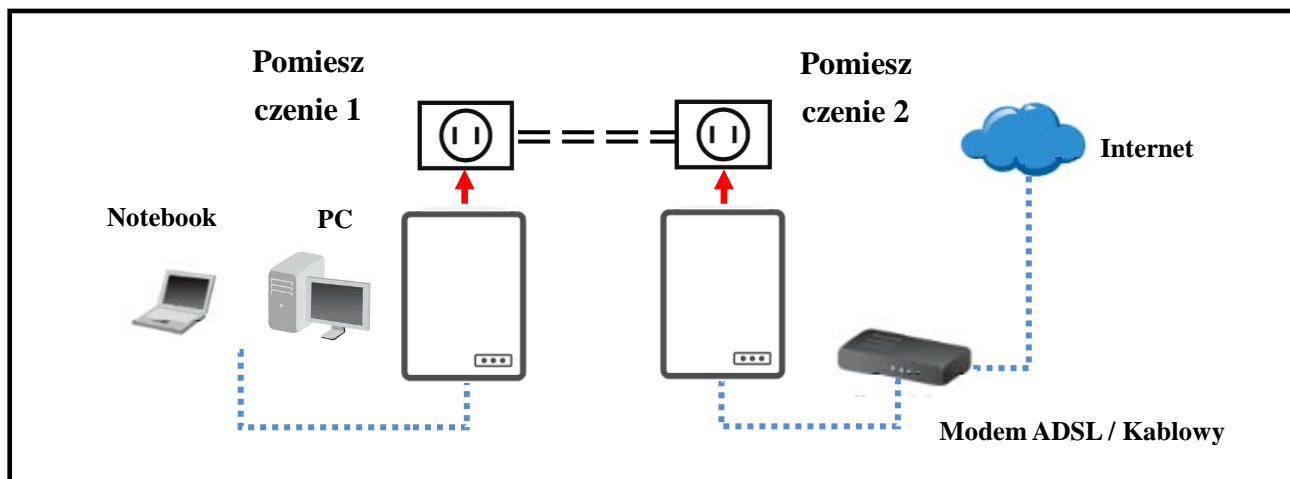 Pomiesz
czenie 1
Pomiesz
czenie 2
Internet
Notebook
PC
Modem ADSL / Kablowy